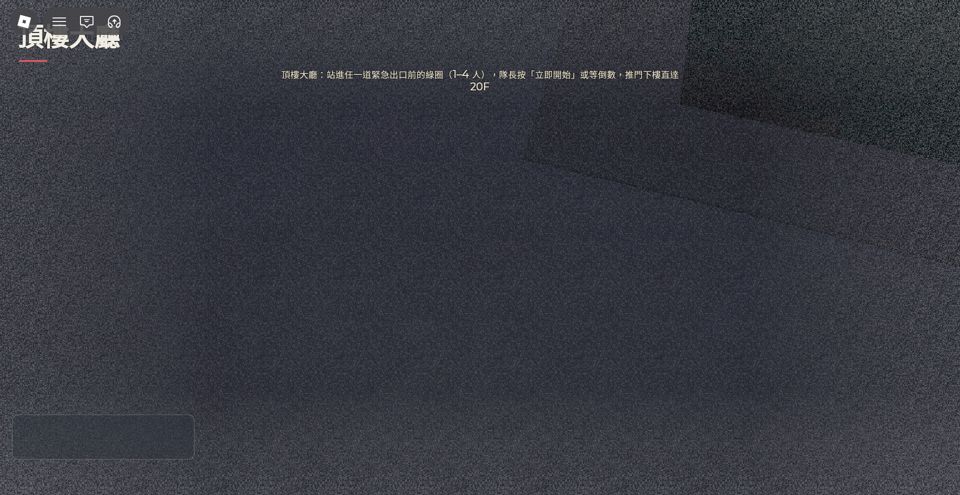 頂樓大廳
頂樓大廳：站進任一道緊急出口前的綠圈（1–4 人），隊長按「立即開始」或等倒數，推門下樓直達
20F